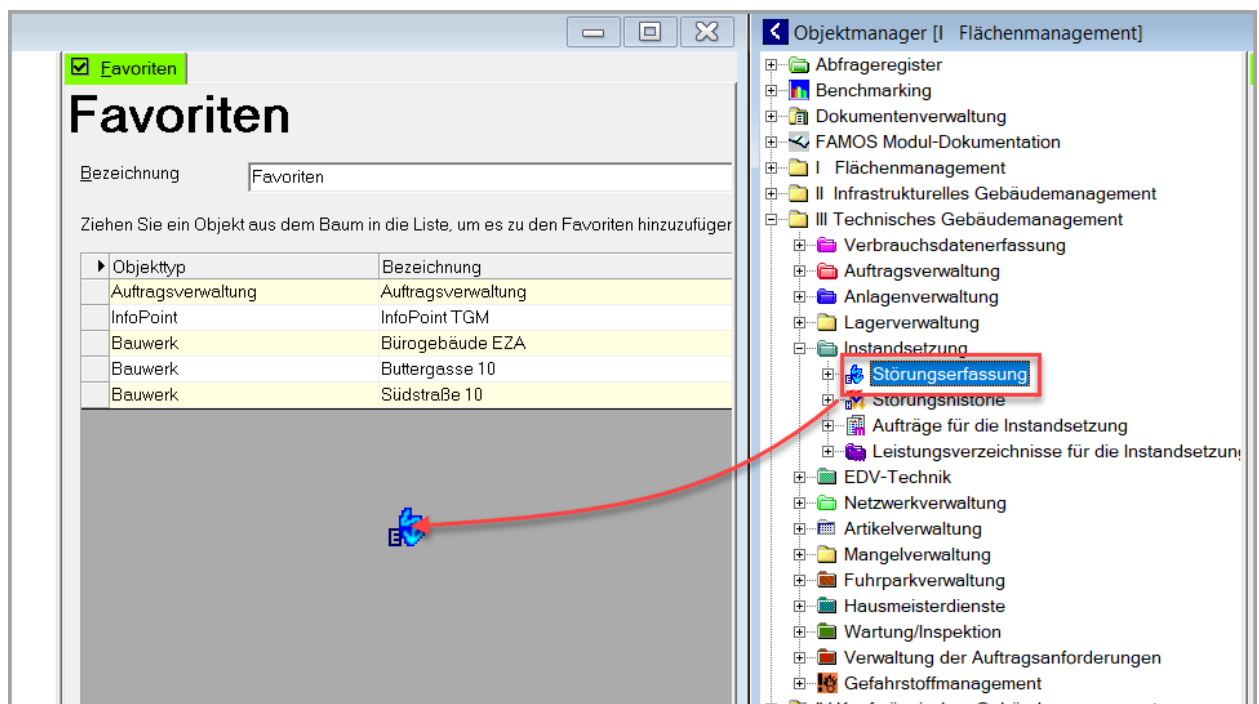 Favoriten
Favoriten
Bezeichnung Favoriten
Ziehen Sie ein Objekt aus dem Baum in die Liste, um es zu den Favoriten hinzuzufüger
Objekttyp Bezeichnung
Auftragsverwaltung Auftragsverwaltung
InfoPoint InfoPoint TGM
Bauwerk Bürogebäude EZA
Bauwerk Buttergasse 10
Bauwerk Südstraße 10
E
Objektmanager [I Flächenmanagement]
Abfrageregister
Benchmarking
Dokumentenverwaltung
FAMOS Modul-Dokumentation
I Flächenmanagement
II Infrastrukturelles Gebäudemanagement
III Technisches Gebäudemanagement
Verbrauchsdatenerfassung
Auftragsverwaltung
Anlagenverwaltung
Lagerverwaltung
Instandsetzung
Störungserfassung
Störungshistorie
Aufträge für die Instandsetzung
Leistungsverzeichnisse für die Instandsetzung
EDV-Technik
Netzwerkverwaltung
Artikelverwaltung
Mangelverwaltung
Fuhrparkverwaltung
Hausmeisterdienste
Wartung/Inspektion
Verwaltung der Auftragsanforderungen
Gefahrstoffmanagement